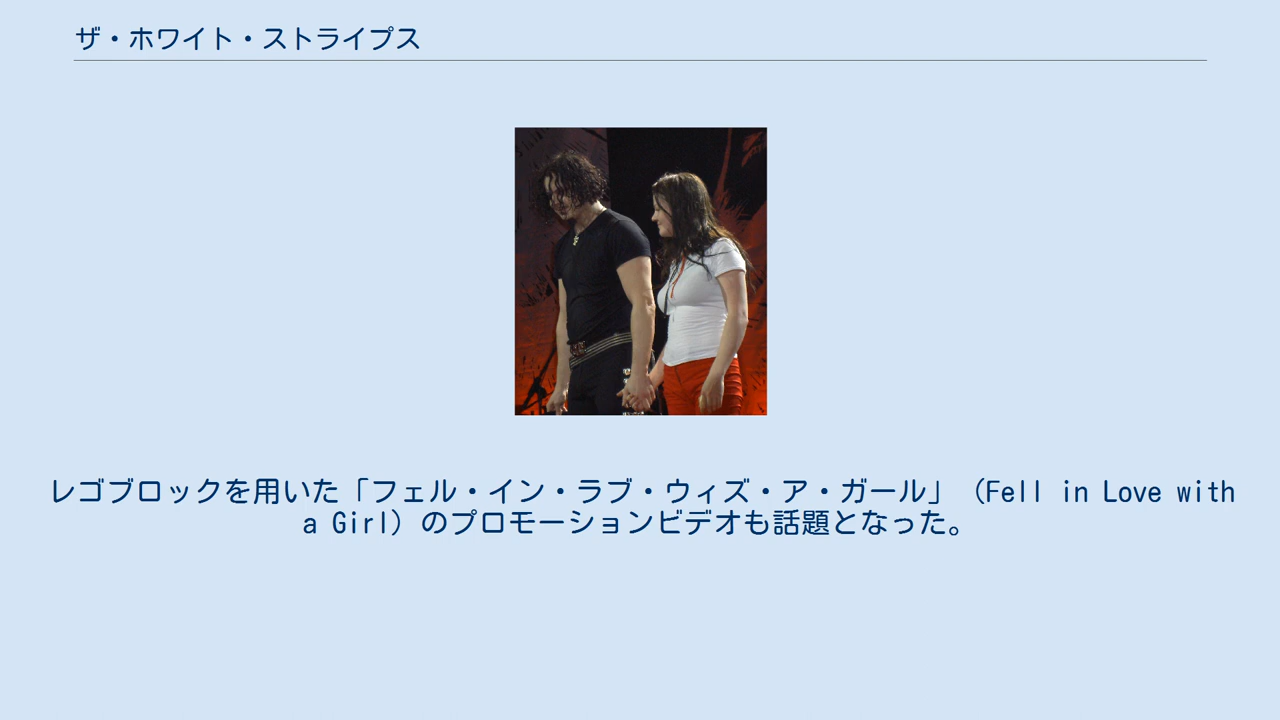 ザ・ホワイト・ストライプス
レゴブロックを用いた「フェル・イン・ラブ・ウィズ・ア・ガール」（Fell in Love with
a Girl）のプロモーションビデオも話題となった。